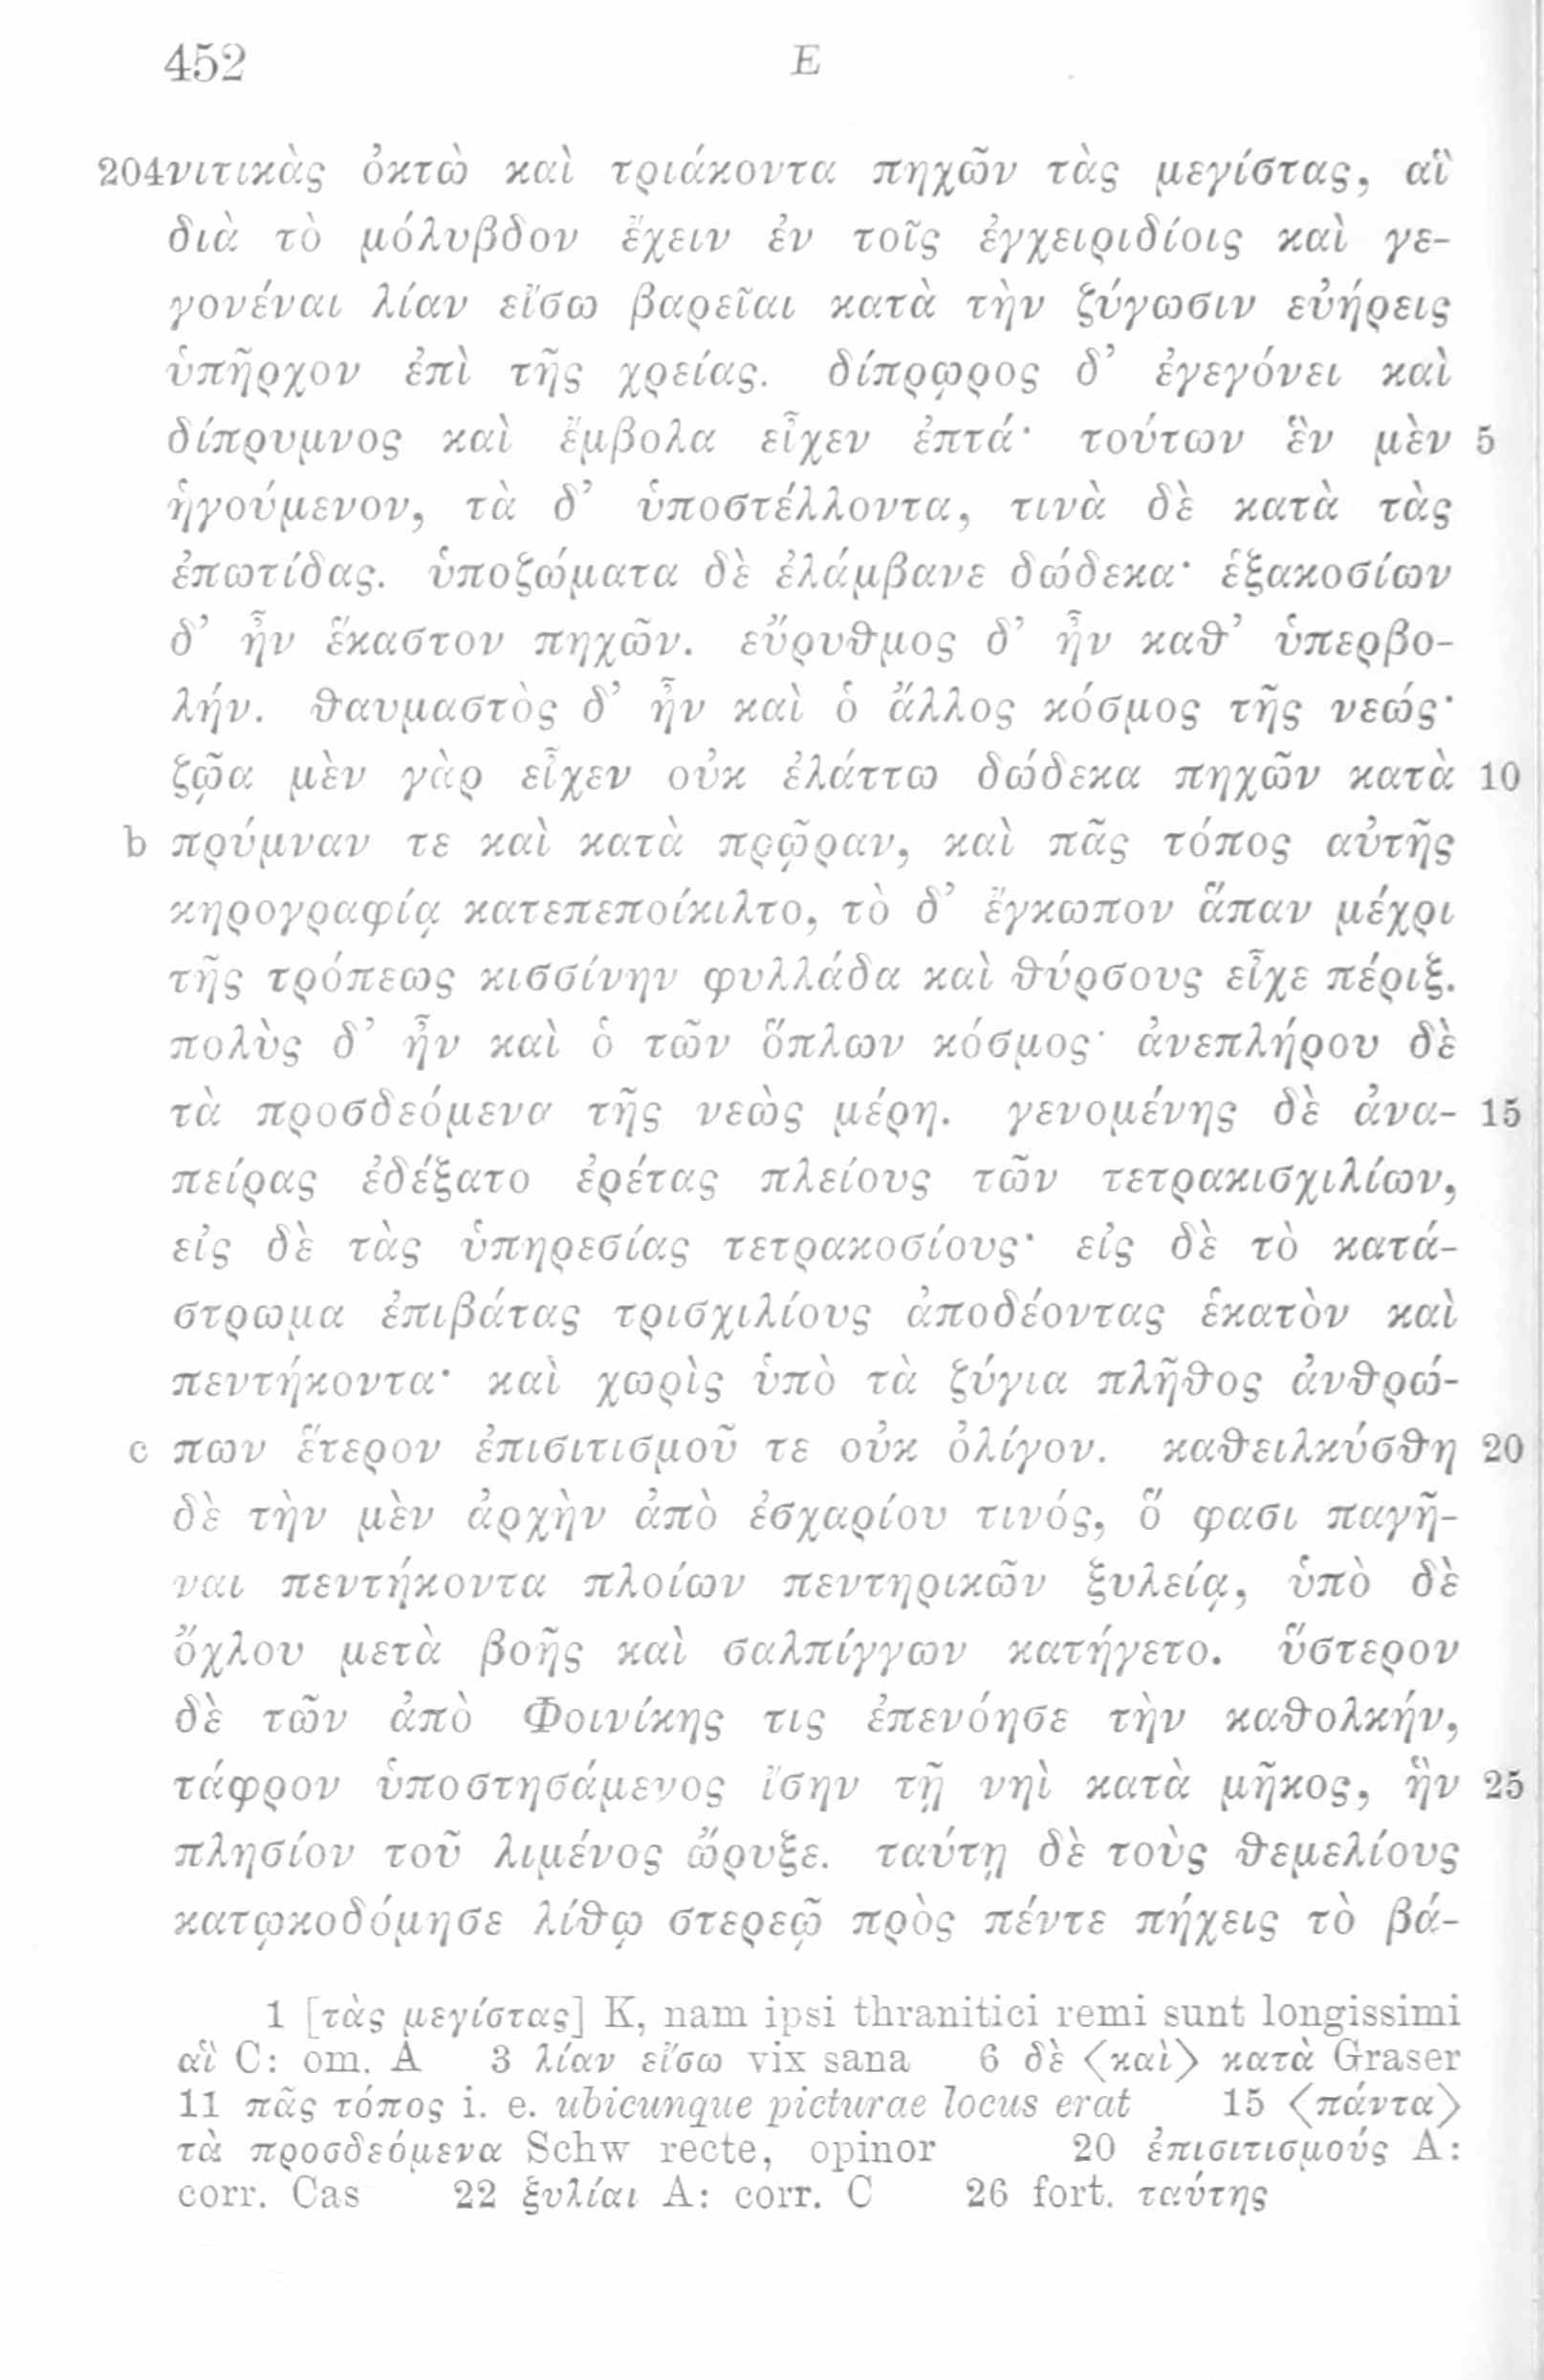 452 E
204νιτικὰς ὀκτὼ καὶ τριάκοντα πηχῶν τὰς μεγίστας, αἳ
διὰ τὸ μόλυβδον ἔχειν ἐν τοῖς ἐγχειριδίοις καὶ γε-
γονέναι λίαν εἴσω βαρεῖαι κατὰ τὴν ζύγωσιν εὐήρεις
ὑπῆρχον ἐπὶ τῆς χρείας. δίπρῳρος δ’ ἐγεγόνει καὶ
δίπρυμνος καὶ ἔμβολα εἶχεν ἑπτά· τούτων ἓν μὲν 5
ἡγούμενον, τὰ δ’ ὑποστέλλοντα, τινὰ δὲ κατὰ τὰς
ἐπωτίδας. ὑποζώματα δὲ ἐλάμβανε δώδεκα· ἑξακοσίων
δ’ ἦν ἕκαστον πηχῶν. εὔρυθμος δ’ ἦν καθ’ ὑπερβο-
λήν. θαυμαστὸς δ’ ἦν καὶ ὁ ἄλλος κόσμος τῆς νεώς·
ζῷα μὲν γὰρ εἶχεν οὐκ ἐλάττω δώδεκα πηχῶν κατὰ 10
b πρύμναν τε καὶ κατὰ πρῷραν, καὶ πᾶς τόπος αὐτῆς
κηρογραφίᾳ κατεπεποίκιλτο, τὸ δ’ ἔγκωπον ἅπαν μέχρι
τῆς τρόπεως κισσίνην φυλλάδα καὶ θύρσους εἶχε πέριξ.
πολὺς δ’ ἦν καὶ ὁ τῶν ὅπλων κόσμος· ἀνεπλήρου δὲ
τὰ προσδεόμενα τῆς νεὼς μέρη. γενομένης δὲ ἀνα- 15
πείρας ἐδέξατο ἐρέτας πλείους τῶν τετρακισχιλίων,
εἰς δὲ τὰς ὑπηρεσίας τετρακοσίους· εἰς δὲ τὸ κατά-
στρωμα ἐπιβάτας τρισχιλίους ἀποδέοντας ἑκατὸν καὶ
πεντήκοντα· καὶ χωρὶς ὑπὸ τὰ ζύγια πλῆθος ἀνθρώ-
c πων ἕτερον ἐπισιτισμοῦ τε οὐκ ὀλίγον. καθειλκύσθη 20
δὲ τὴν μὲν ἀρχὴν ἀπὸ ἐσχαρίου τινός, ὅ φασι παγῆ-
ναι πεντήκοντα πλοίων πεντηρικῶν ξυλείᾳ, ὑπὸ δὲ
ὄχλου μετὰ βοῆς καὶ σαλπίγγων κατήγετο. ὕστερον
δὲ τῶν ἀπὸ Φοινίκης τις ἐπενόησε τὴν καθολκήν,
τάφρον ὑποστησάμενος ἴσην τῇ νηὶ κατὰ μῆκος, ἣν 25
πλησίον τοῦ λιμένος ὤρυξε. ταύτῃ δὲ τοὺς θεμελίους
κατῳκοδόμησε λίθῳ στερεῷ πρὸς πέντε πήχεις τὸ βά-
1 [τὰς μεγίστας] K, nam ipsi thranitici remi sunt longissimi
αἳ C: om. A 3 λίαν εἴσω vix sana 6 δὲ ⟨καὶ⟩ κατὰ Graser
11 πᾶς τόπος i. e. ubicunque picturae locus erat 15 ⟨πάντα⟩
τὰ προσδεόμενα Schw recte, opinor 20 ἐπισιτισμούς A:
corr. Cas 22 ξυλίαι A: corr. C 26 fort. ταύτης